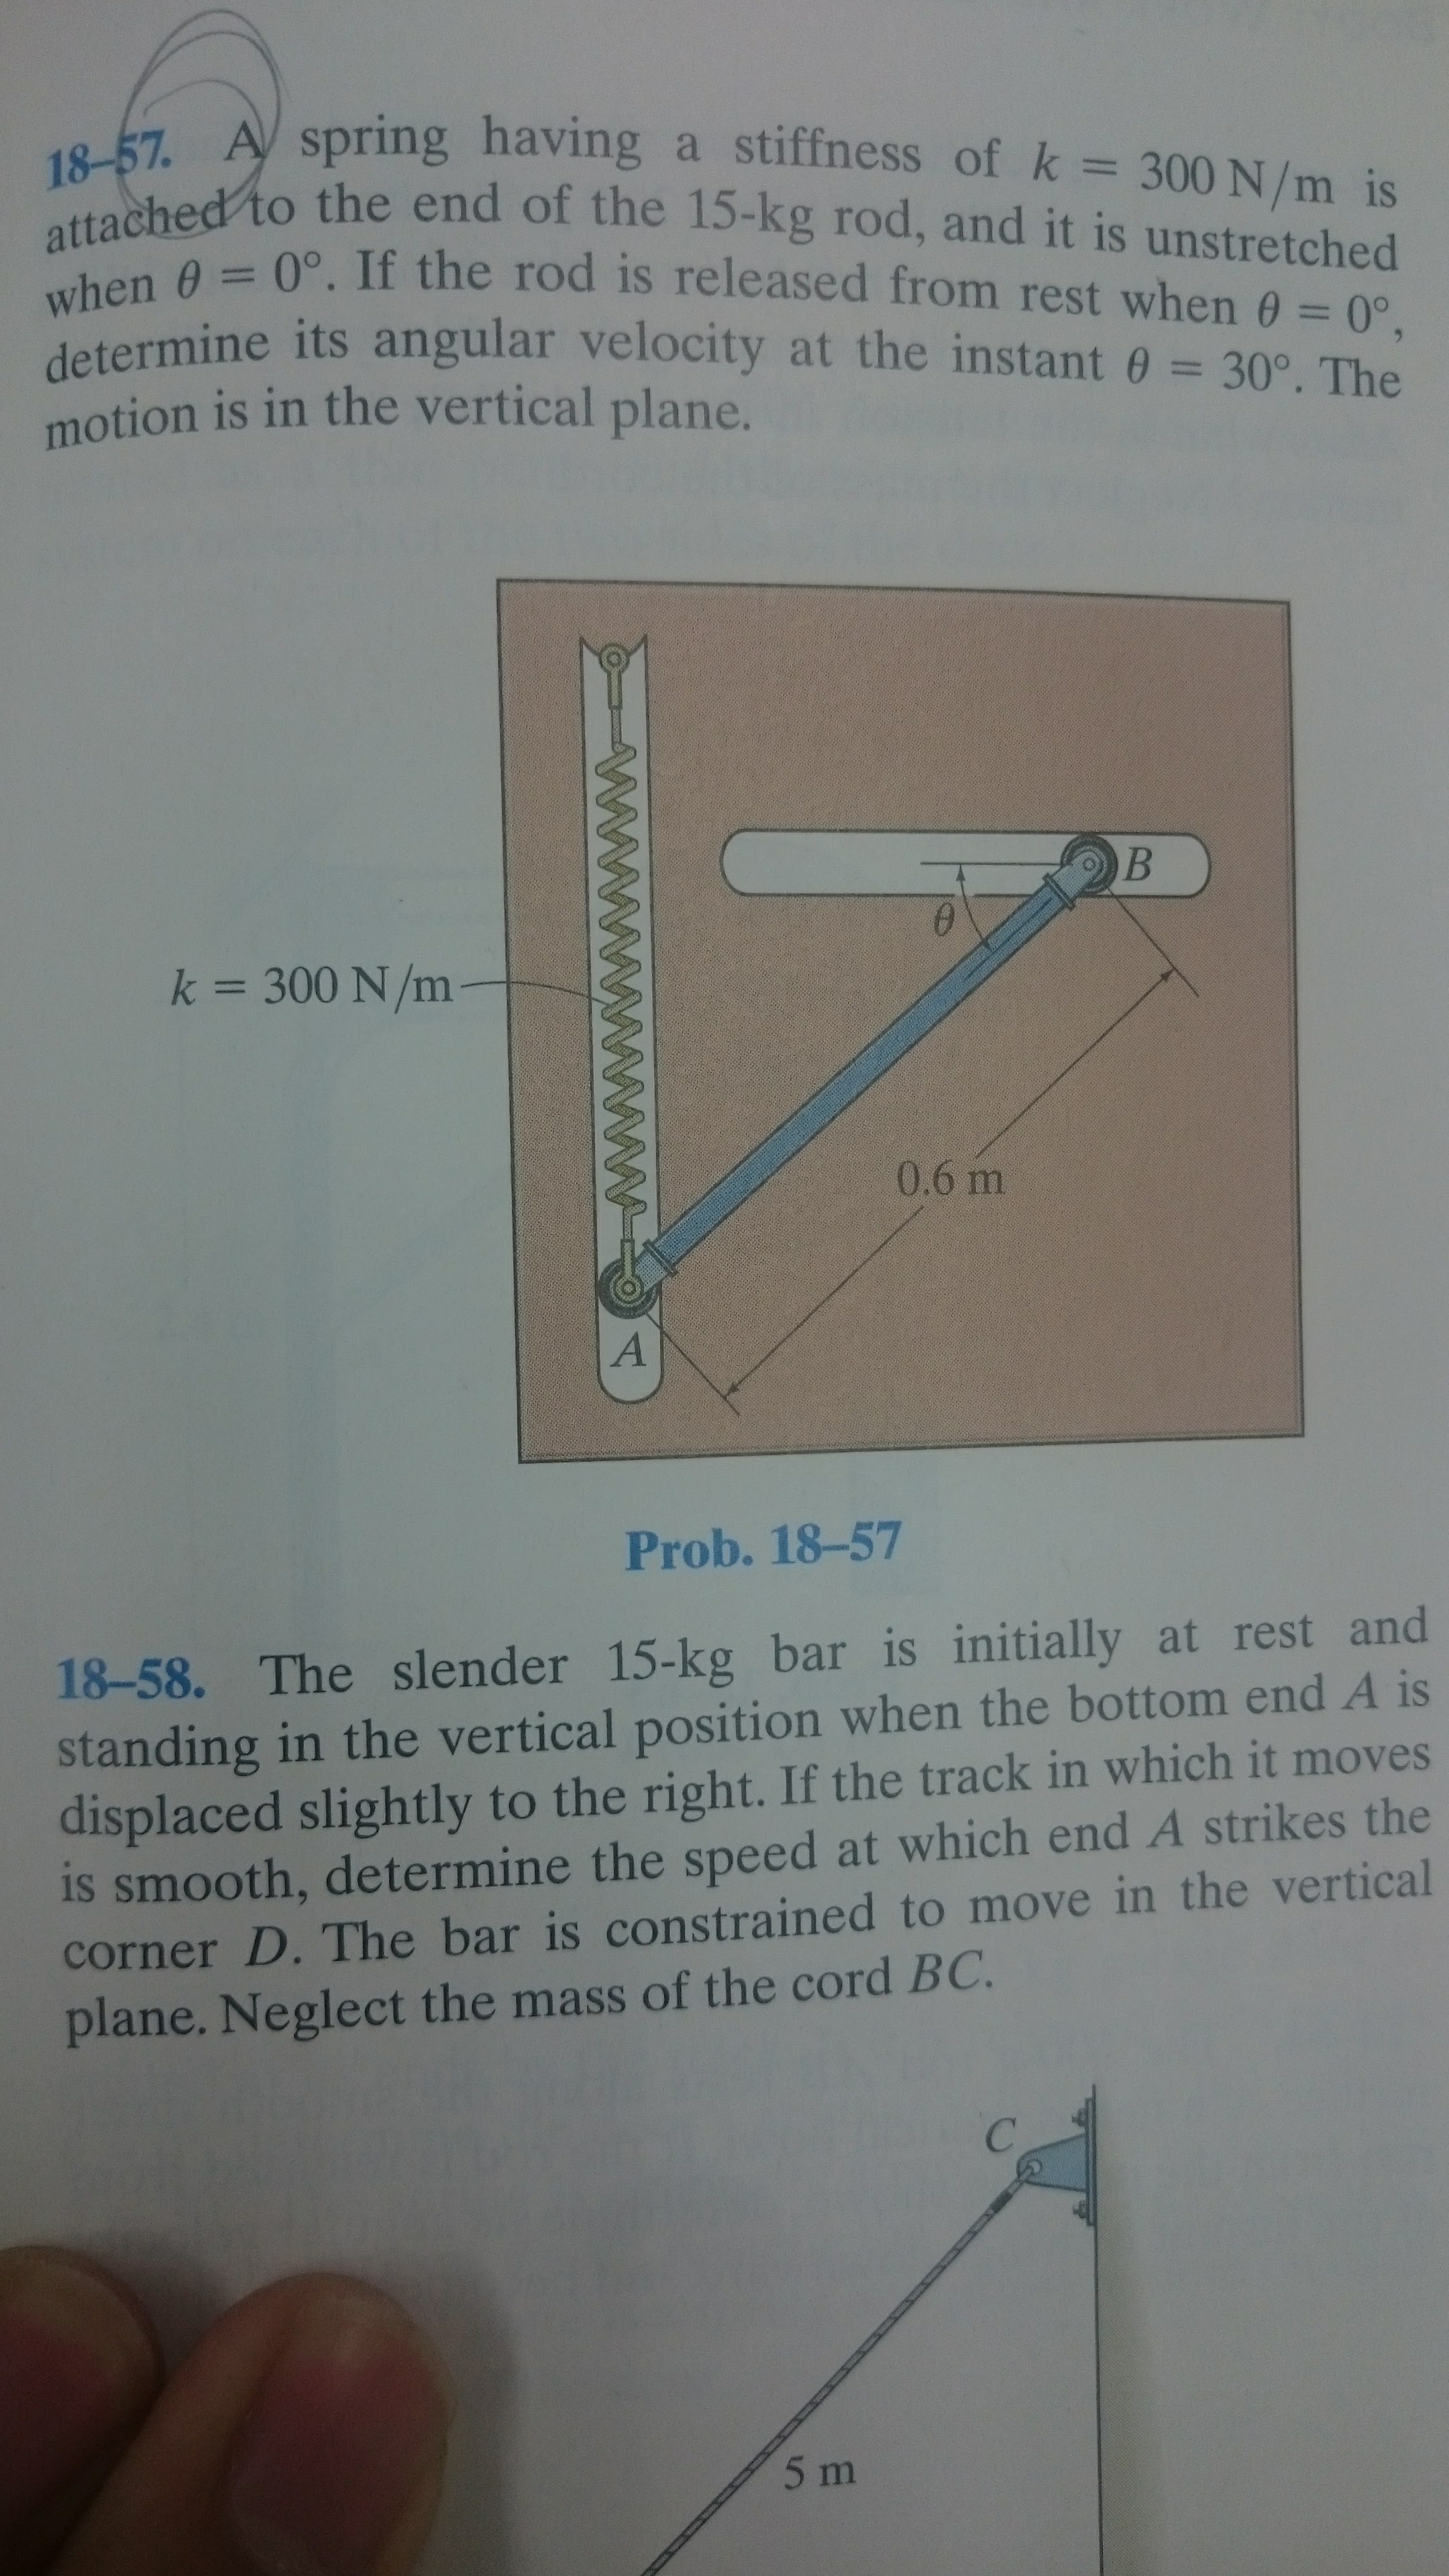 18–57. A spring having a stiffness of k = 300 N/m is
attached to the end of the 15-kg rod, and it is unstretched
when θ = 0°. If the rod is released from rest when θ = 0°,
determine its angular velocity at the instant θ = 30°. The
motion is in the vertical plane.
B
θ
k = 300 N/m
0.6 m
A
Prob. 18–57
18–58. The slender 15-kg bar is initially at rest and
standing in the vertical position when the bottom end A is
displaced slightly to the right. If the track in which it moves
is smooth, determine the speed at which end A strikes the
corner D. The bar is constrained to move in the vertical
plane. Neglect the mass of the cord BC.
C
5 m